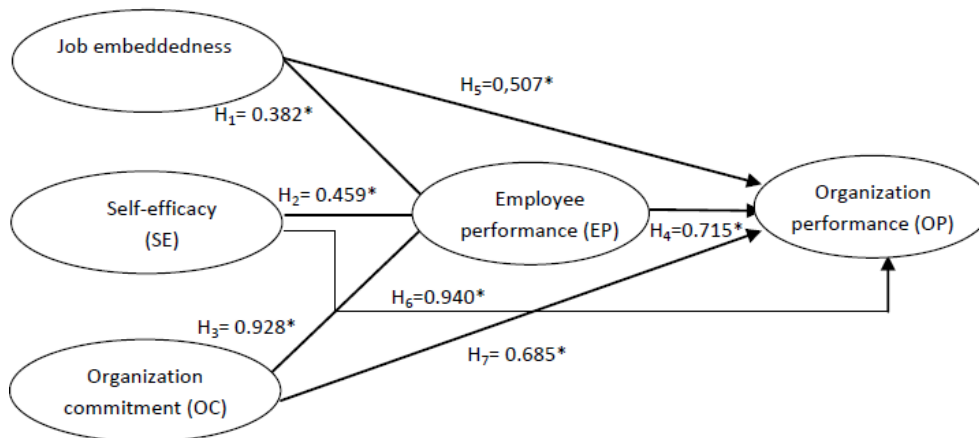 Job embeddedness
H₅=0,507*
H₁= 0.382*
Self-efficacy
(SE)
H₂= 0.459*
Employee
performance (EP)
Organization
performance (OP)
H₄=0.715*
H₆=0.940*
H₃= 0.928*
H₇= 0.685*
Organization
commitment (OC)